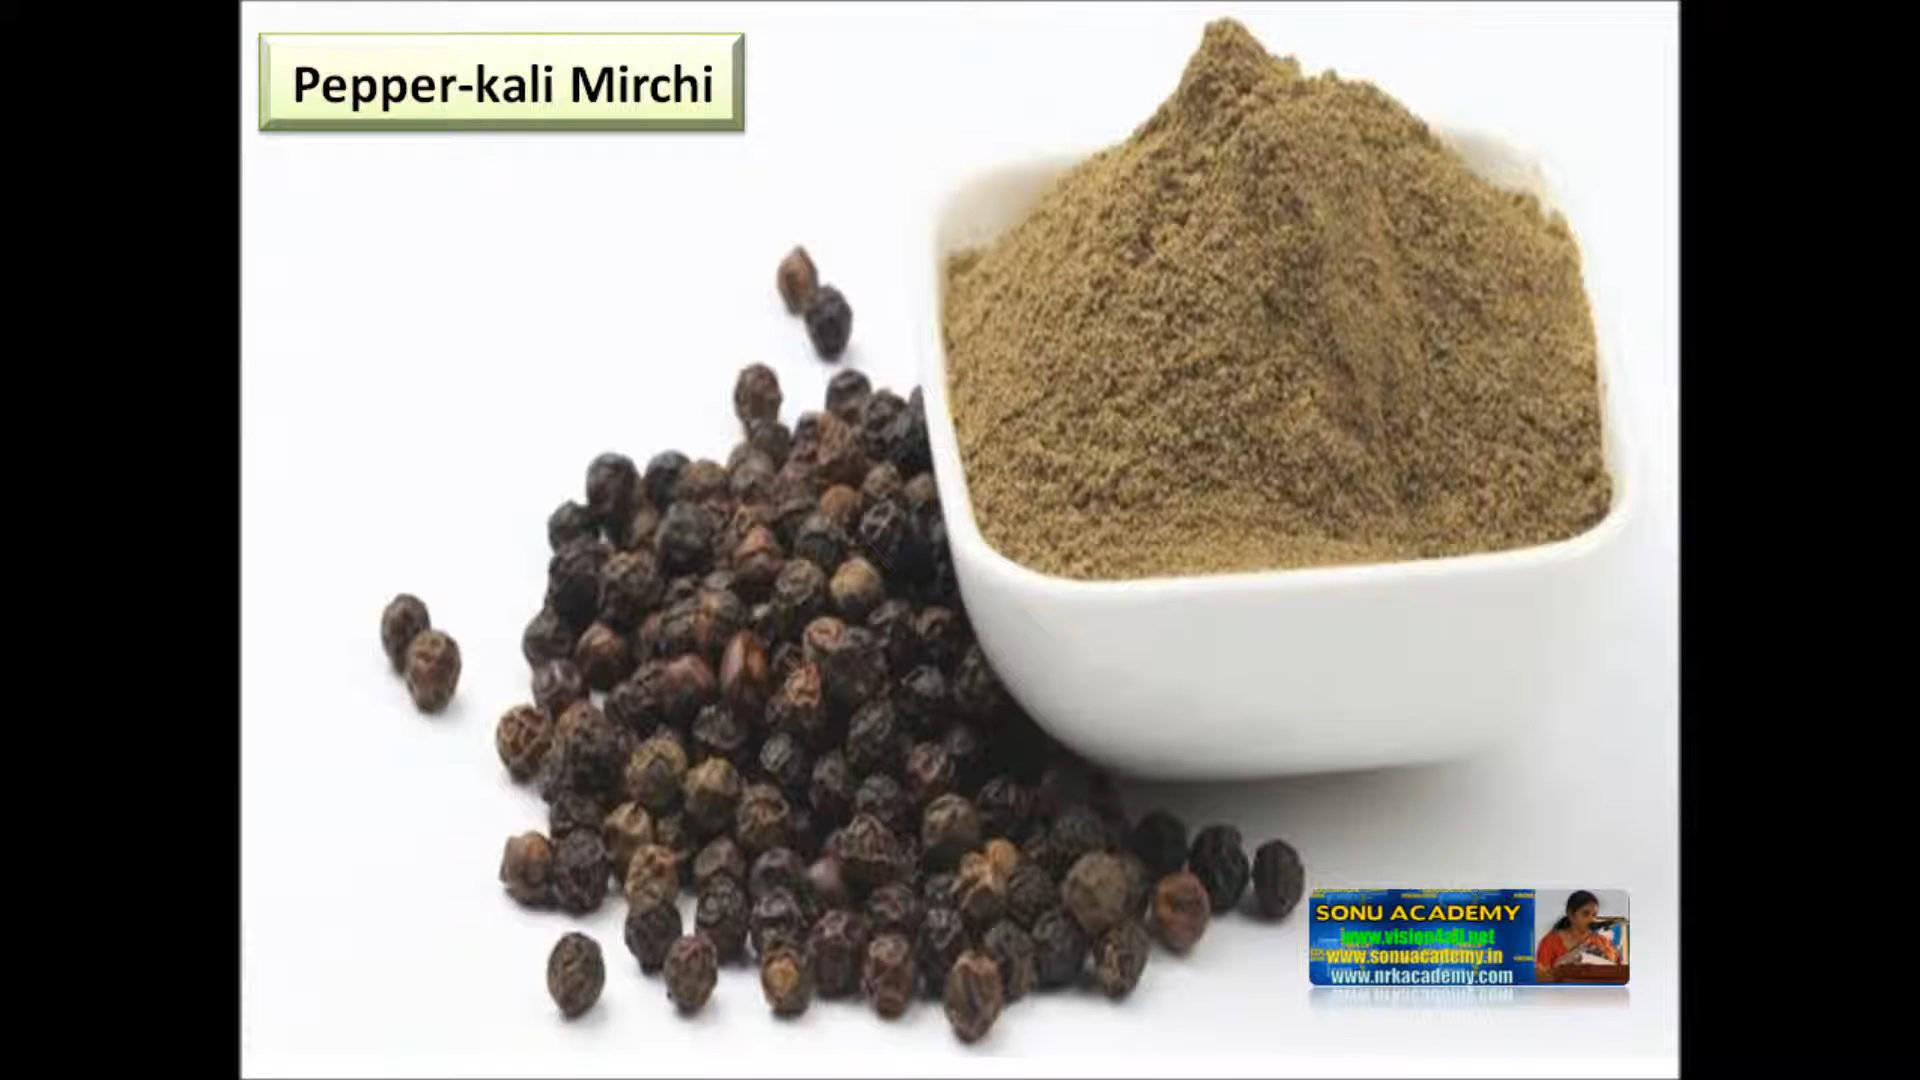 Pepper-kali Mirchi
SONU ACADEMY
www.vision4all.net
www.sonuacademy.in
www.nrkacademy.com